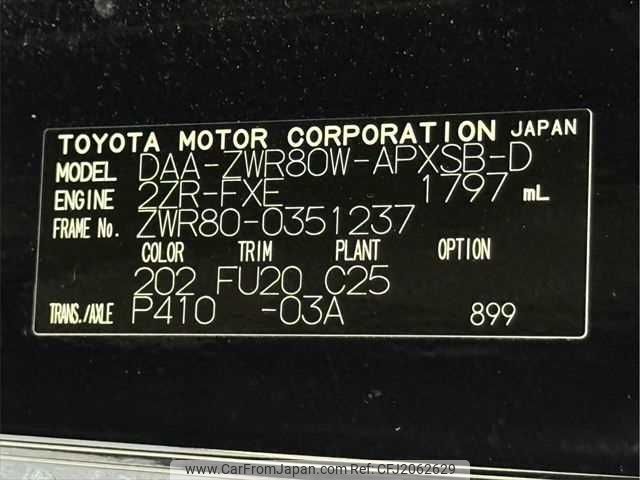 TOYOTA MOTOR CORPORATION JAPAN
MODEL DAA-ZWR80W-APXSB-D
ENGINE 2ZR-FXE 1797 mL
FRAME No. ZWR80-0351237
COLOR TRIM PLANT OPTION
202 FU20 C25
TRANS./AXLE P410 -03A 899
www.CarFromJapan.com - CFJ2062629